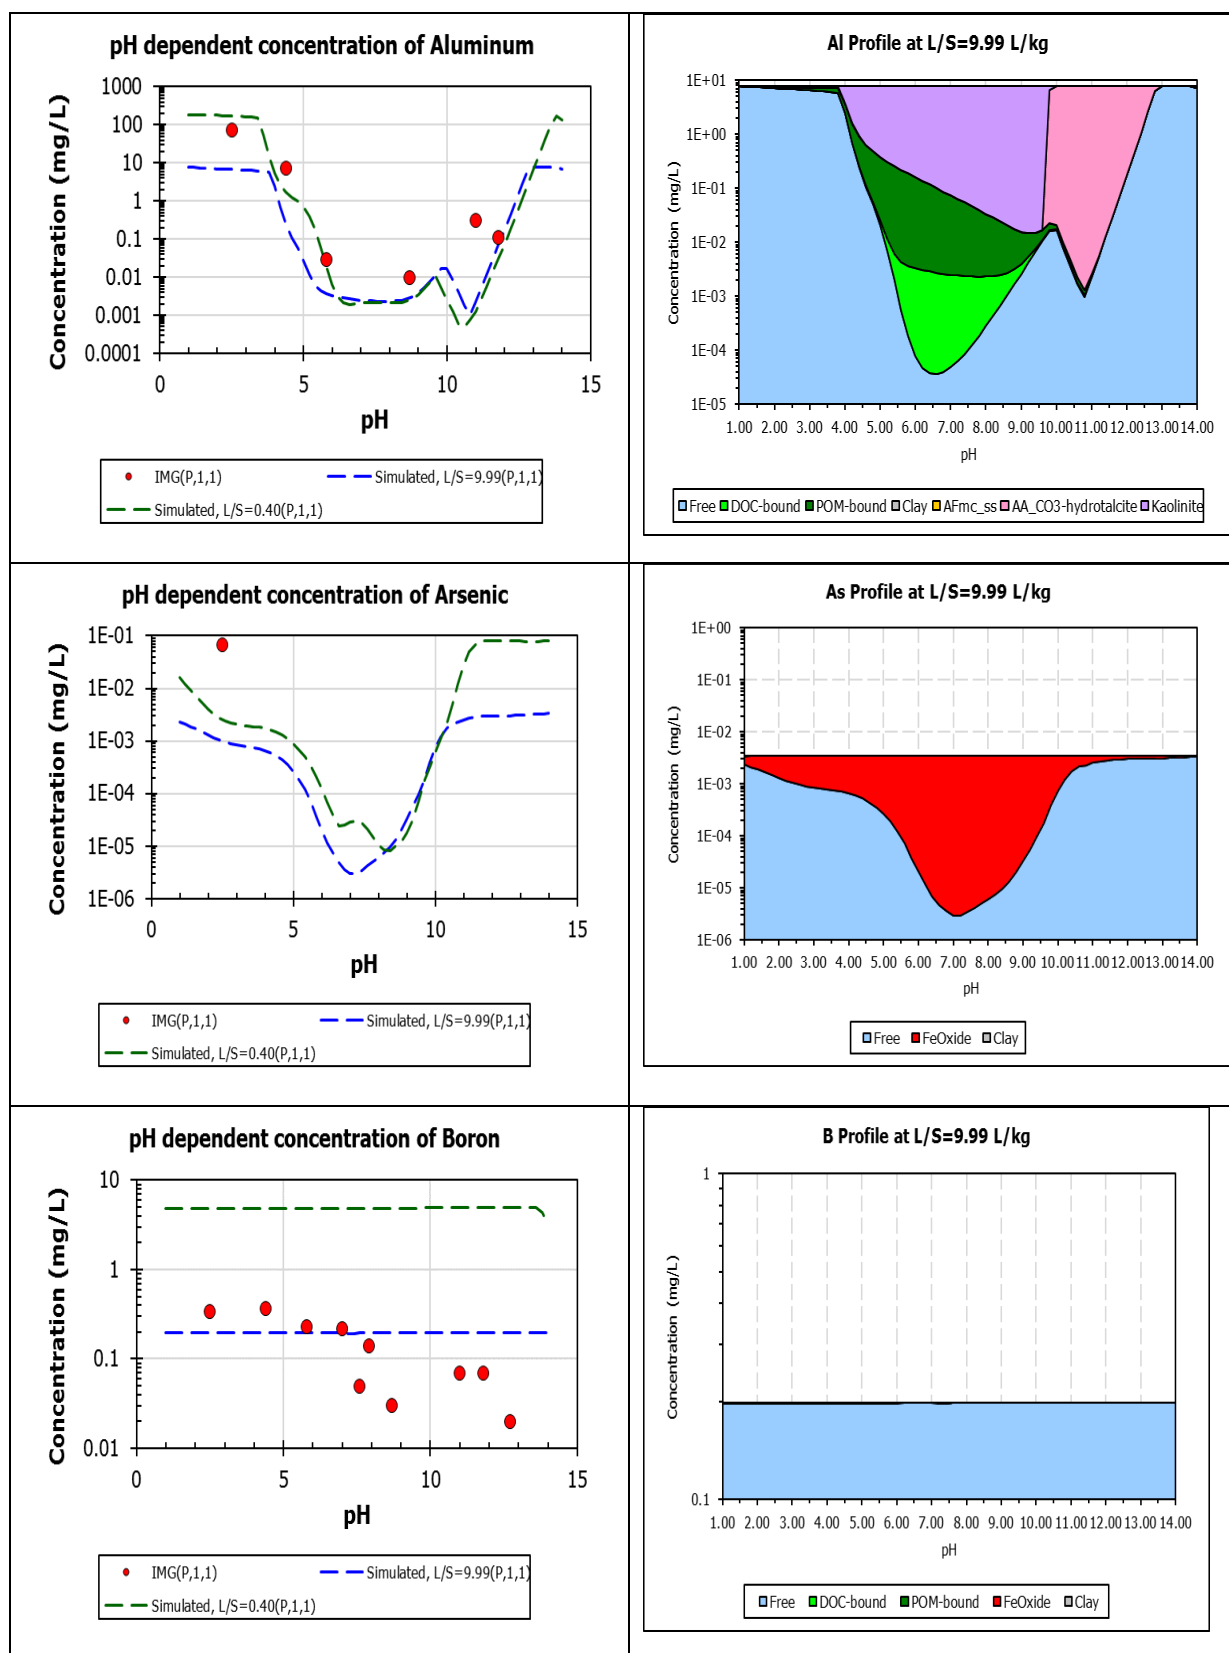 pH dependent concentration of Aluminum
Concentration (mg/L)
1000
100
10
1
0.1
0.01
0.001
0.0001
0 5 10 15
pH
IMG(P,1,1) Simulated, L/S=9.99(P,1,1)
Simulated, L/S=0.40(P,1,1)
Al Profile at L/S=9.99 L/kg
Concentration (mg/L)
1E+01
1E+00
1E-01
1E-02
1E-03
1E-04
1E-05
1.00 2.00 3.00 4.00 5.00 6.00 7.00 8.00 9.00 10.00 11.00 12.00 13.00 14.00
pH
Free DOC-bound POM-bound Clay AFmc_ss AA_CO3-hydrotalcite Kaolinite
pH dependent concentration of Arsenic
Concentration (mg/L)
1E-01
1E-02
1E-03
1E-04
1E-05
1E-06
0 5 10 15
pH
IMG(P,1,1) Simulated, L/S=9.99(P,1,1)
Simulated, L/S=0.40(P,1,1)
As Profile at L/S=9.99 L/kg
Concentration (mg/L)
1E+00
1E-01
1E-02
1E-03
1E-04
1E-05
1E-06
1.00 2.00 3.00 4.00 5.00 6.00 7.00 8.00 9.00 10.00 11.00 12.00 13.00 14.00
pH
Free FeOxide Clay
pH dependent concentration of Boron
Concentration (mg/L)
10
1
0.1
0.01
0 5 10 15
pH
IMG(P,1,1) Simulated, L/S=9.99(P,1,1)
Simulated, L/S=0.40(P,1,1)
B Profile at L/S=9.99 L/kg
Concentration (mg/L)
1
0.1
1.00 2.00 3.00 4.00 5.00 6.00 7.00 8.00 9.00 10.00 11.00 12.00 13.00 14.00
pH
Free DOC-bound POM-bound FeOxide Clay